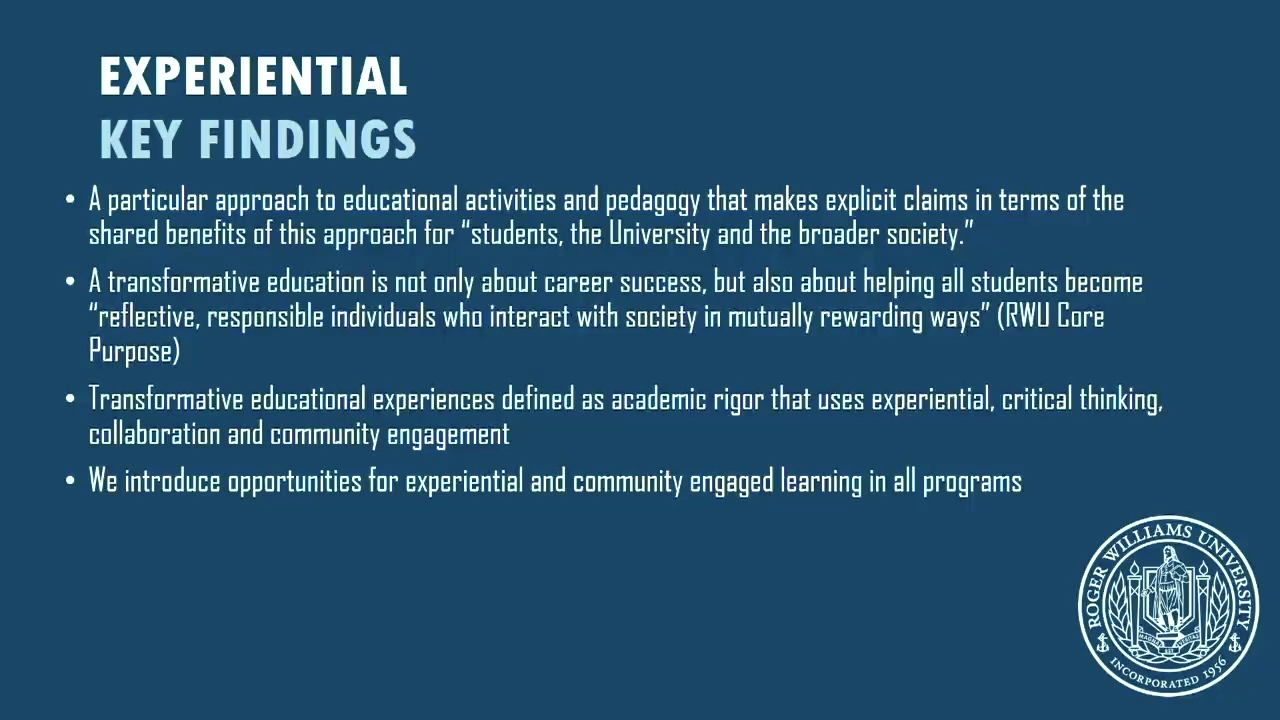 EXPERIENTIAL
KEY FINDINGS
• A particular approach to educational activities and pedagogy that makes explicit claims in terms of the
shared benefits of this approach for “students, the University and the broader society.”
• A transformative education is not only about career success, but also about helping all students become
“reflective, responsible individuals who interact with society in mutually rewarding ways” (RWU Core
Purpose)
• Transformative educational experiences defined as academic rigor that uses experiential, critical thinking,
collaboration and community engagement
• We introduce opportunities for experiential and community engaged learning in all programs
ROGER WILLIAMS UNIVERSITY
INCORPORATED 1956